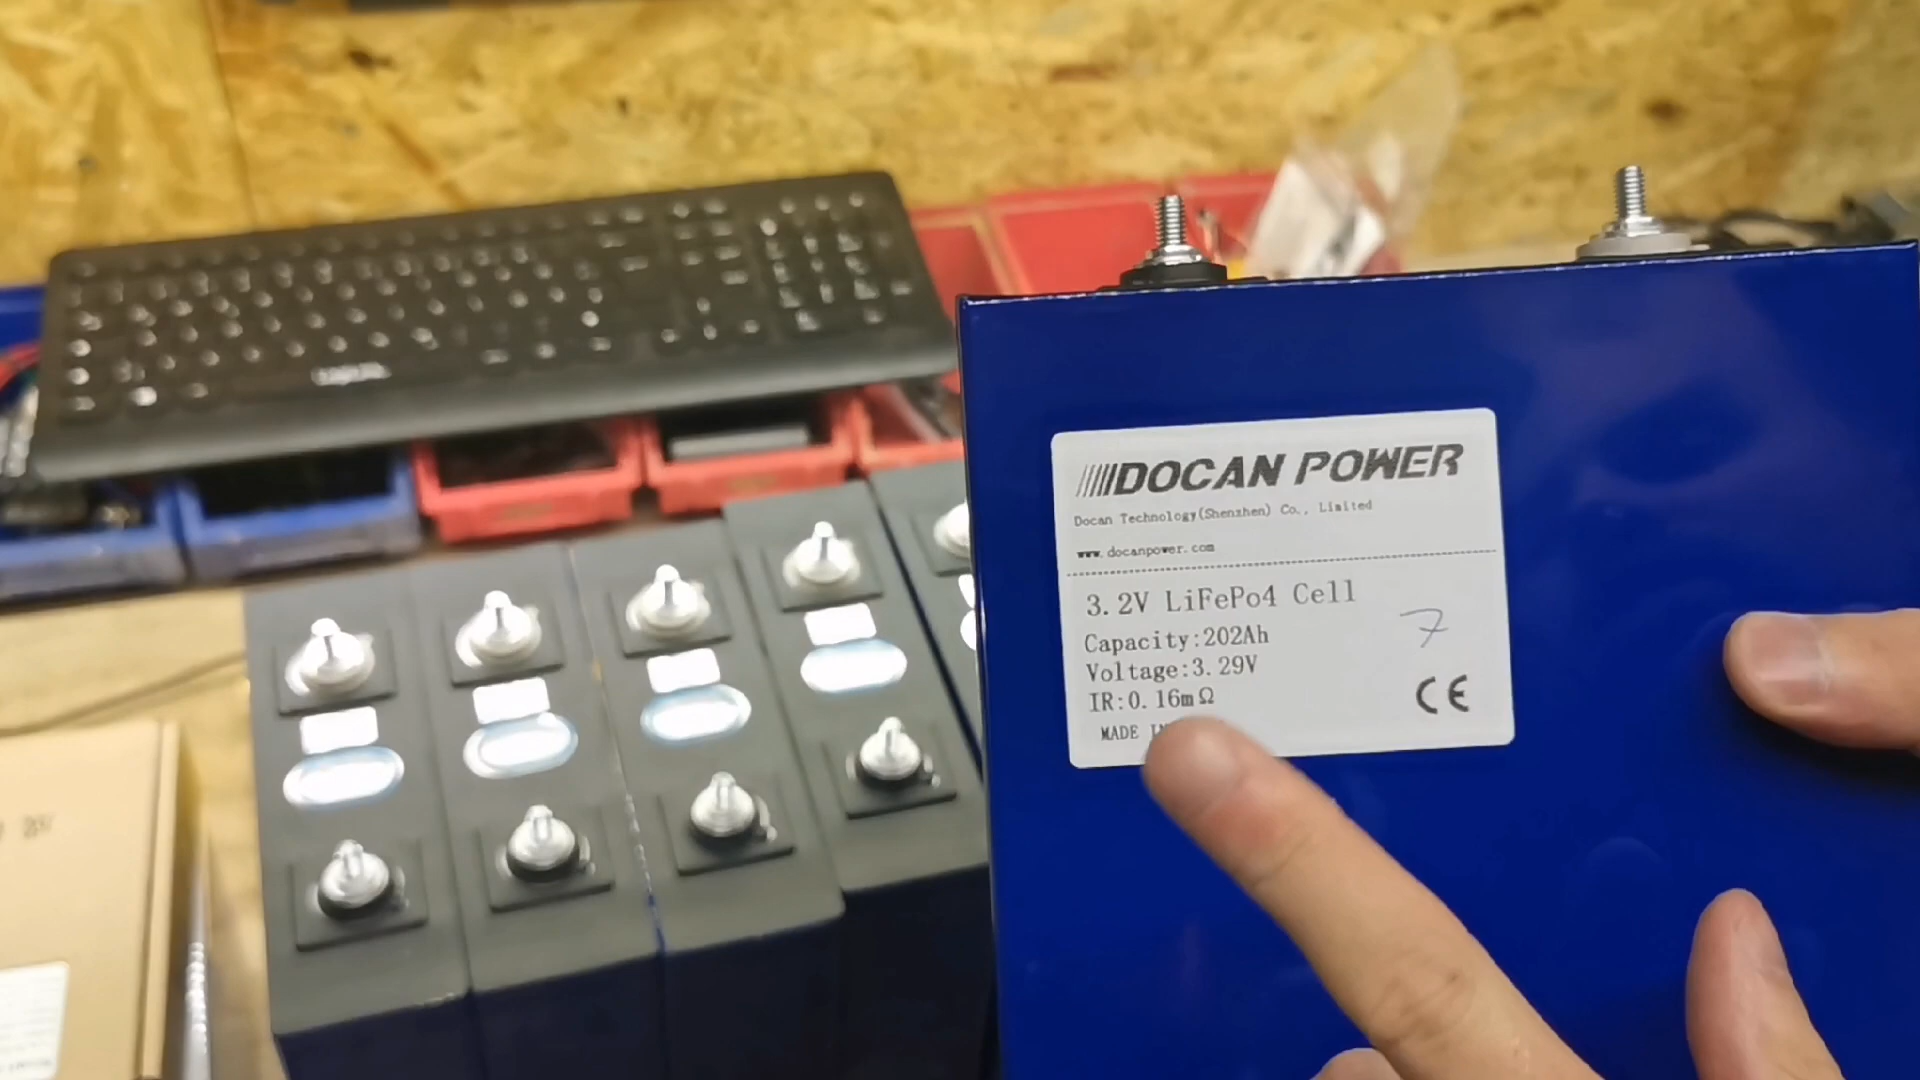 DOCAN POWER
Docan Technology(Shenzhen) Co., Limited
www.docanpower.com
3.2V LiFePo4 Cell
Capacity:202Ah
7
Voltage:3.29V
IR:0.16mΩ
CE
MADE